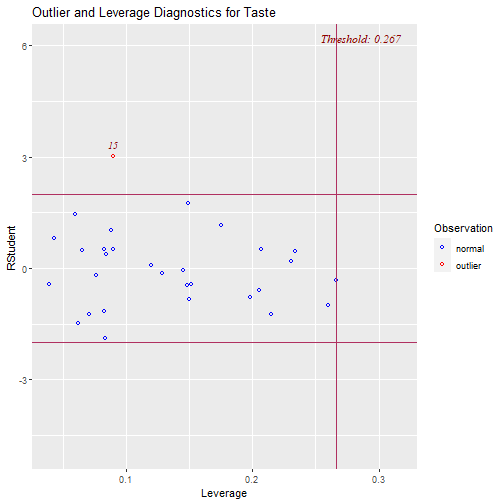 Outlier and Leverage Diagnostics for Taste
Threshold: 0.267
6
15
3
0
-3
RStudent
0.1 0.2 0.3
Leverage
Observation
normal
outlier